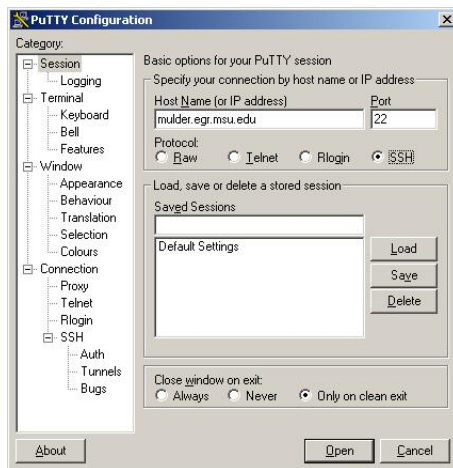 PuTTY Configuration
Category:
Session
Logging
Terminal
Keyboard
Bell
Features
Window
Appearance
Behaviour
Translation
Selection
Colours
Connection
Proxy
Telnet
Rlogin
SSH
Auth
Tunnels
Bugs
Basic options for your PuTTY session
Specify your connection by host name or IP address
Host Name (or IP address) Port
mulder.egr.msu.edu 22
Protocol:
Raw Telnet Rlogin SSH
Load, save or delete a stored session
Saved Sessions
Default Settings
Load
Save
Delete
Close window on exit:
Always Never Only on clean exit
About Open Cancel